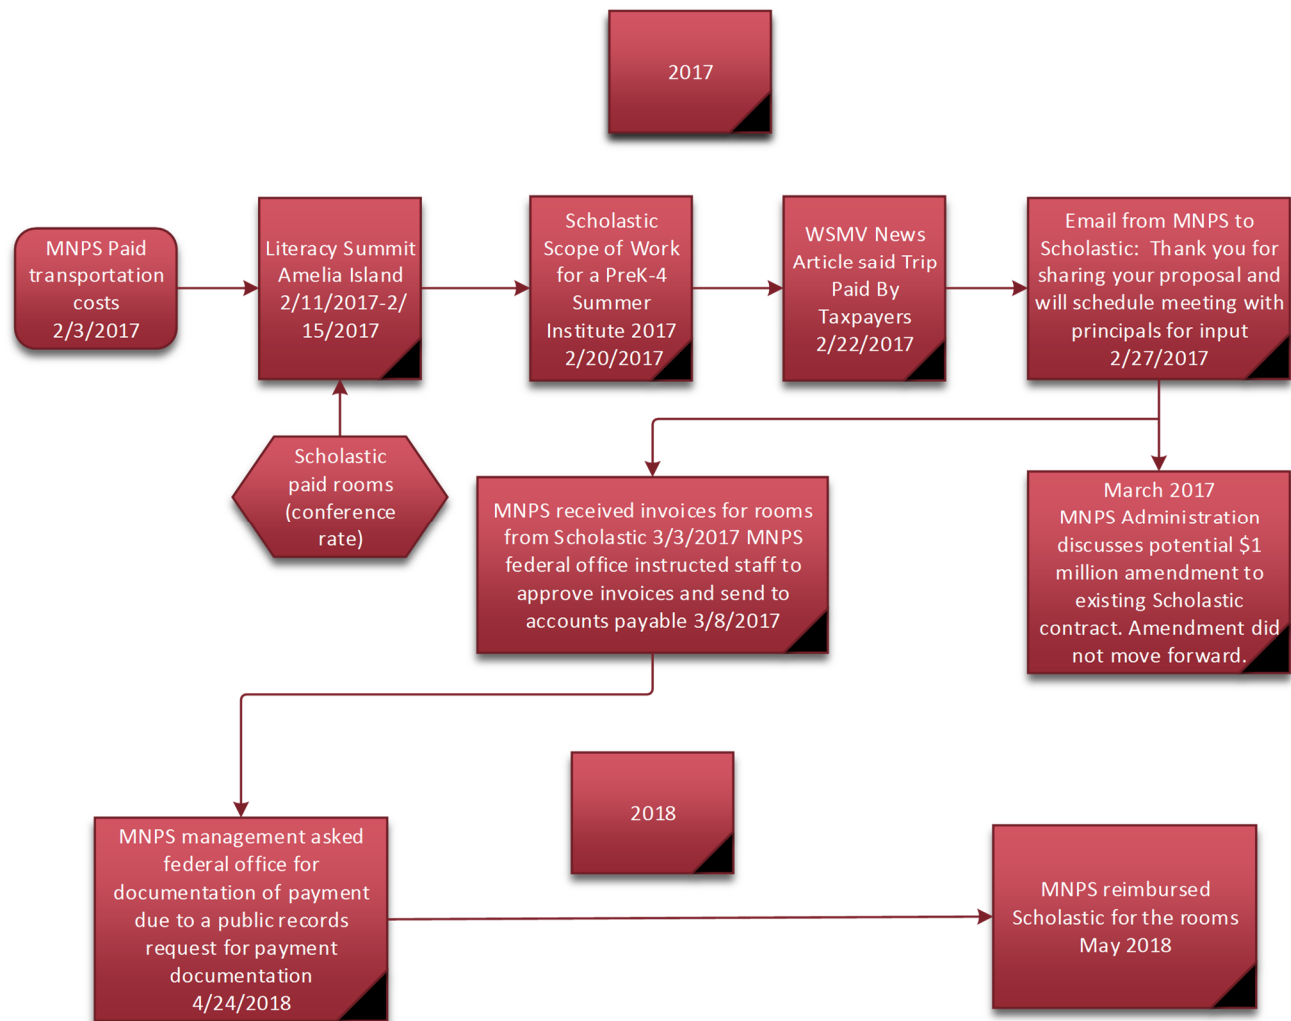 2017
MNPS Paid
transportation
costs
2/3/2017
Literacy Summit
Amelia Island
2/11/2017-2/
15/2017
Scholastic
Scope of Work
for a PreK-4
Summer
Institute 2017
2/20/2017
WSMV News
Article said Trip
Paid By
Taxpayers
2/22/2017
Email from MNPS to
Scholastic:  Thank you for
sharing your proposal and
will schedule meeting with
principals for input
2/27/2017
Scholastic
paid rooms
(conference
rate)
MNPS received invoices for rooms
from Scholastic 3/3/2017 MNPS
federal office instructed staff to
approve invoices and send to
accounts payable 3/8/2017
March 2017
MNPS Administration
discusses potential $1
million amendment to
existing Scholastic
contract. Amendment did
not move forward.
2018
MNPS management asked
federal office for
documentation of payment
due to a public records
request for payment
documentation
4/24/2018
MNPS reimbursed
Scholastic for the rooms
May 2018